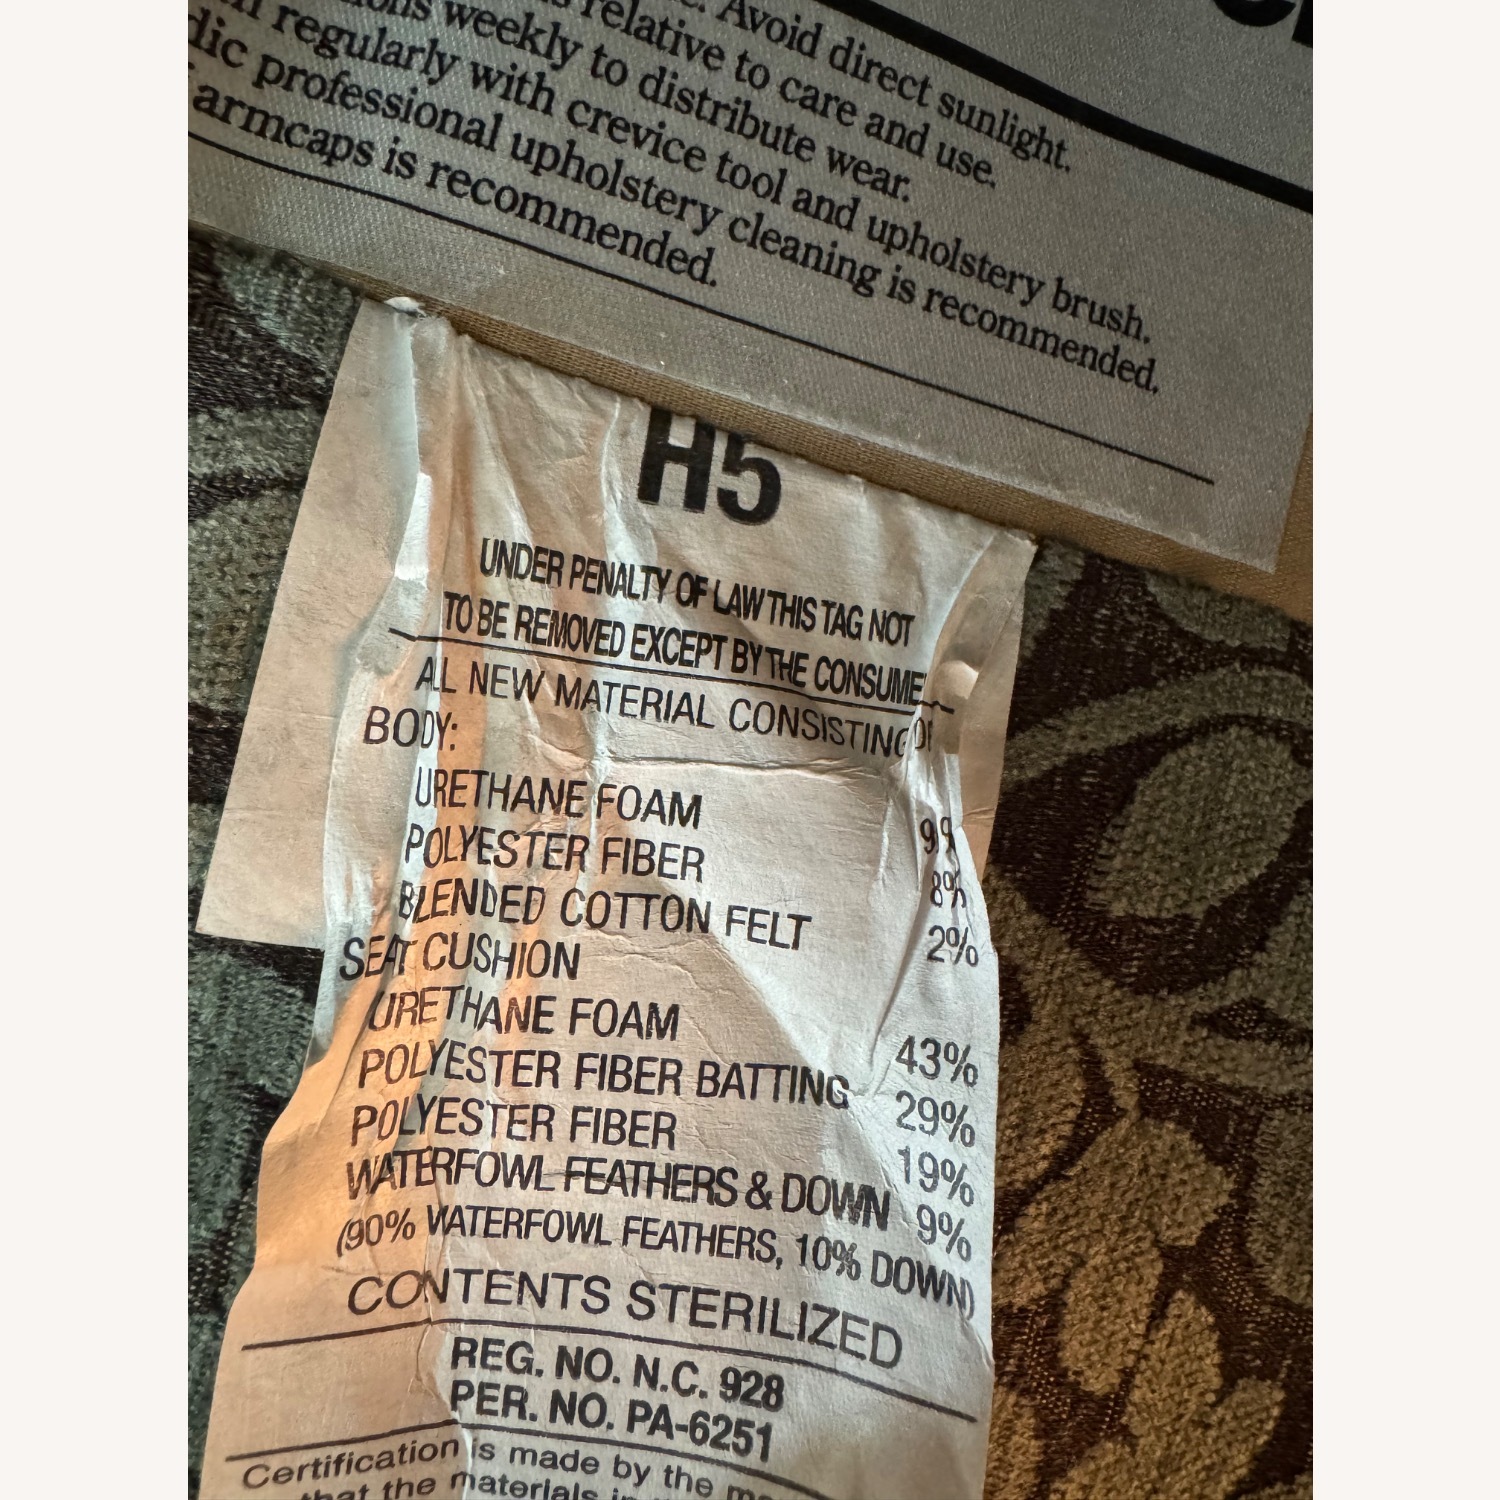 Avoid direct sunlight.
relative to care and use.
weekly to distribute wear.
regularly with crevice tool and upholstery brush.
professional upholstery cleaning is recommended.
armcaps is recommended.
H5
UNDER PENALTY OF LAW THIS TAG NOT
TO BE REMOVED EXCEPT BY THE CONSUME
ALL NEW MATERIAL CONSISTING OF
BODY:
URETHANE FOAM
POLYESTER FIBER 8%
BLENDED COTTON FELT 2%
SEAT CUSHION
URETHANE FOAM 43%
POLYESTER FIBER BATTING 29%
POLYESTER FIBER 19%
WATERFOWL FEATHERS & DOWN 9%
(90% WATERFOWL FEATHERS, 10% DOWN)
CONTENTS STERILIZED
REG. NO. N.C. 928
PER. NO. PA-6251
Certification is made by the
that the materials